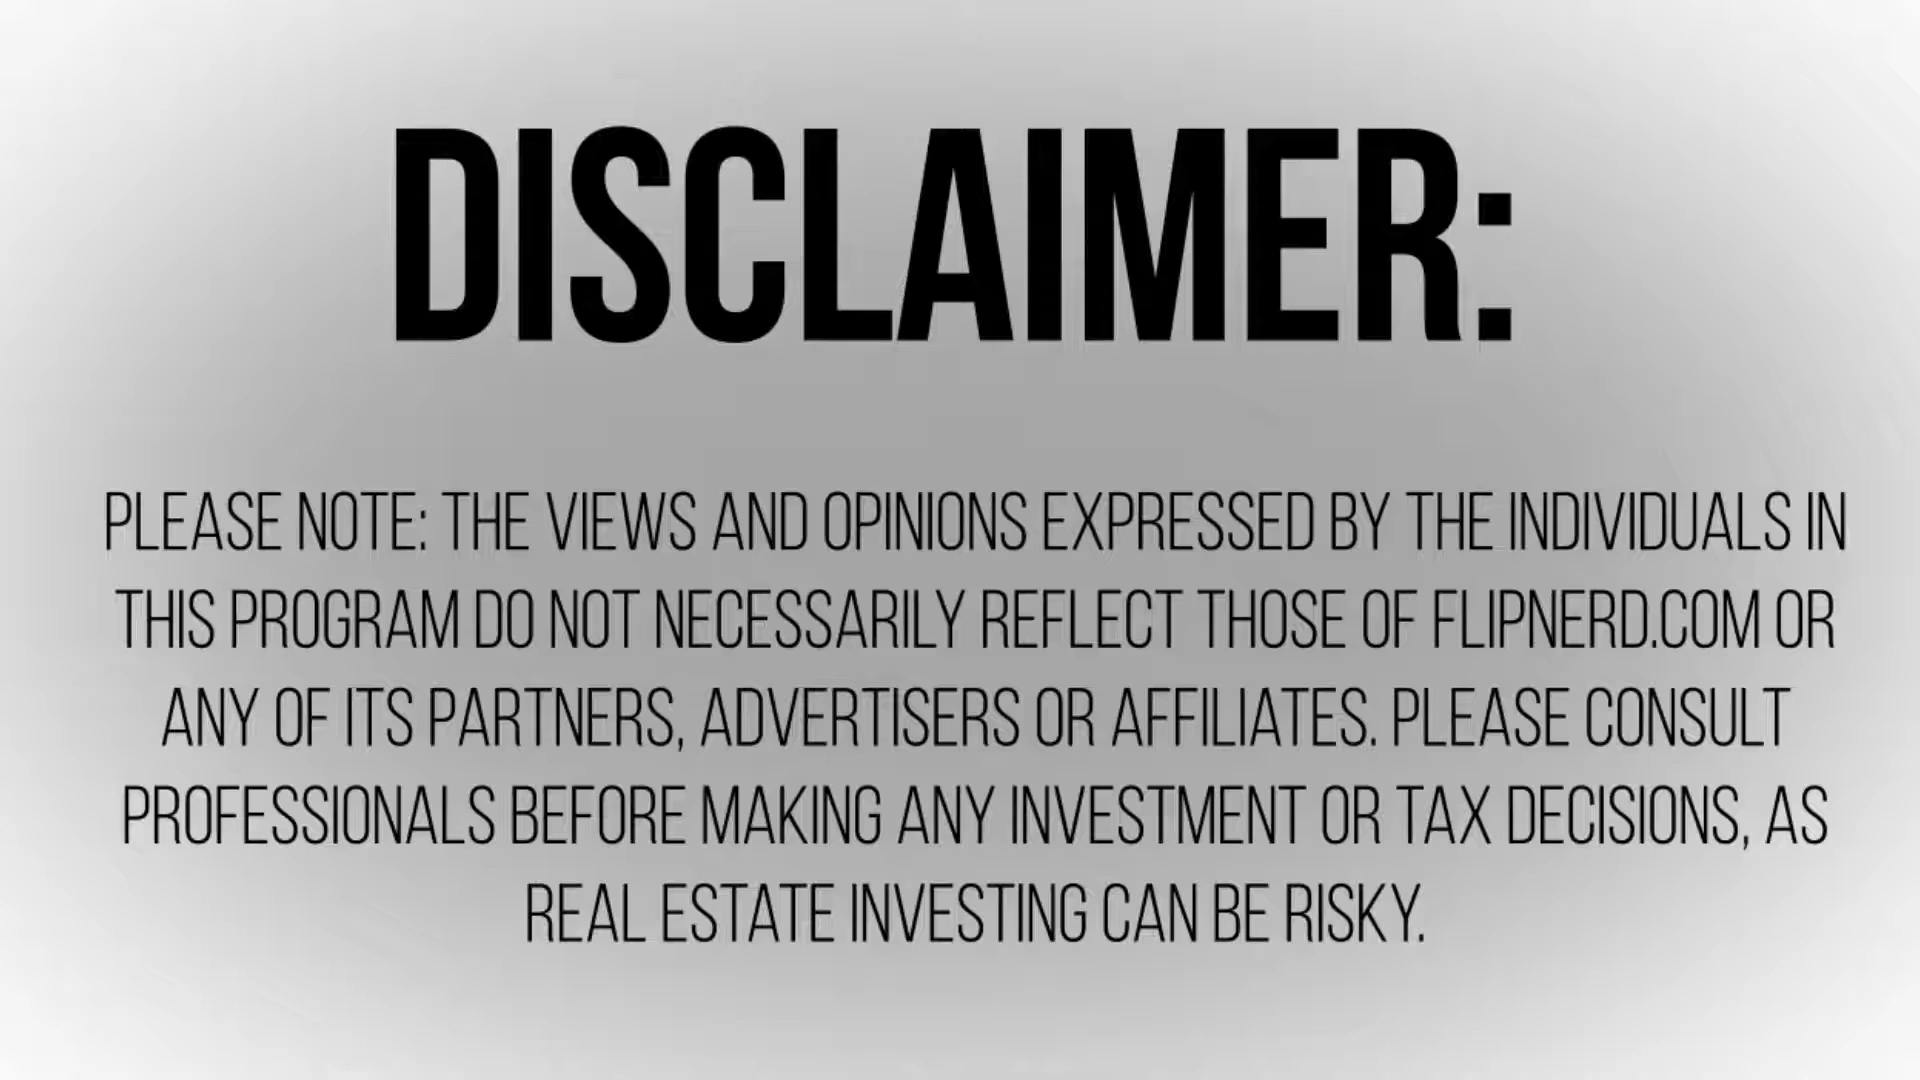 DISCLAIMER:
PLEASE NOTE: THE VIEWS AND OPINIONS EXPRESSED BY THE INDIVIDUALS IN
THIS PROGRAM DO NOT NECESSARILY REFLECT THOSE OF FLIPNERD.COM OR
ANY OF ITS PARTNERS, ADVERTISERS OR AFFILIATES. PLEASE CONSULT
PROFESSIONALS BEFORE MAKING ANY INVESTMENT OR TAX DECISIONS, AS
REAL ESTATE INVESTING CAN BE RISKY.